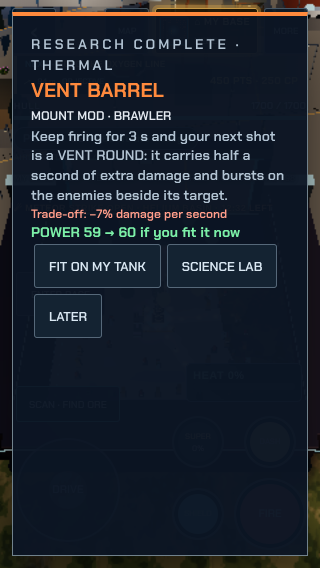 RESEARCH COMPLETE ·
THERMAL
VENT BARREL
MOUNT MOD · BRAWLER
Keep firing for 3 s and your next shot
is a VENT ROUND: it carries half a
second of extra damage and bursts on
the enemies beside its target.
Trade-off: −7% damage per second
POWER 59 → 60 if you fit it now
FIT ON MY TANK
SCIENCE LAB
LATER